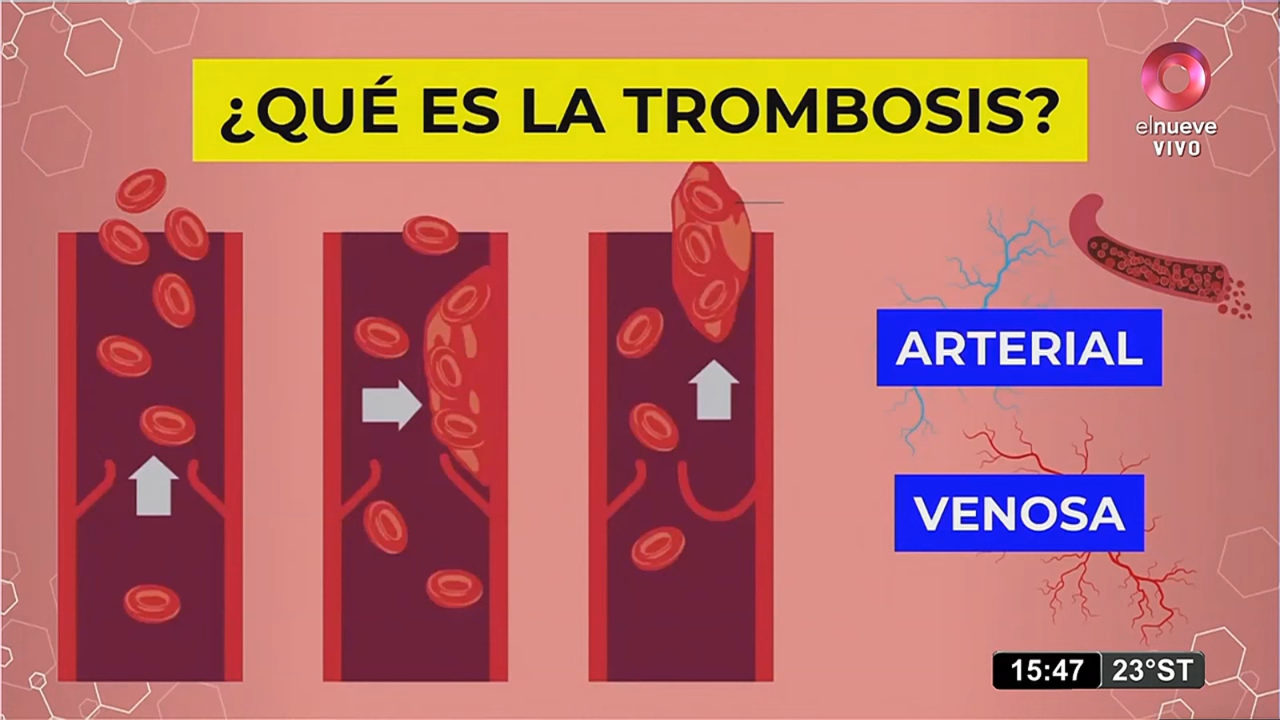 ¿QUÉ ES LA TROMBOSIS?
elnueve
VIVO
ARTERIAL
VENOSA
15:47 23°ST